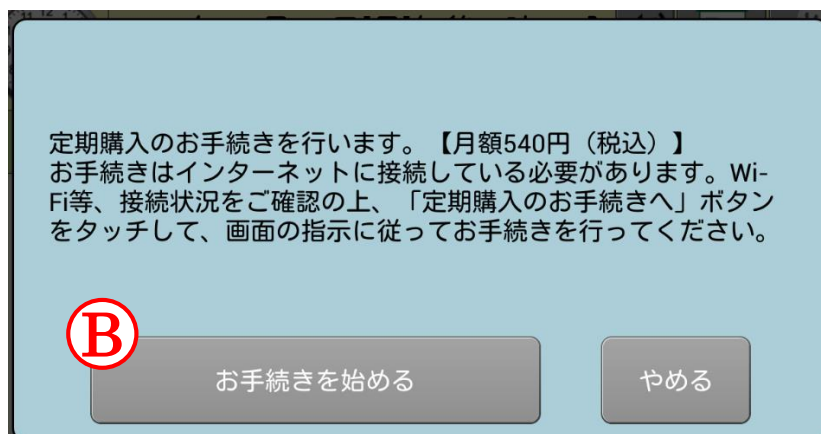 定期購入のお手続きを行います。【月額540円（税込）】
お手続きはインターネットに接続している必要があります。Wi-
Fi等、接続状況をご確認の上、「定期購入のお手続きへ」ボタン
をタッチして、画面の指示に従ってお手続きを行ってください。
B
お手続きを始める
やめる